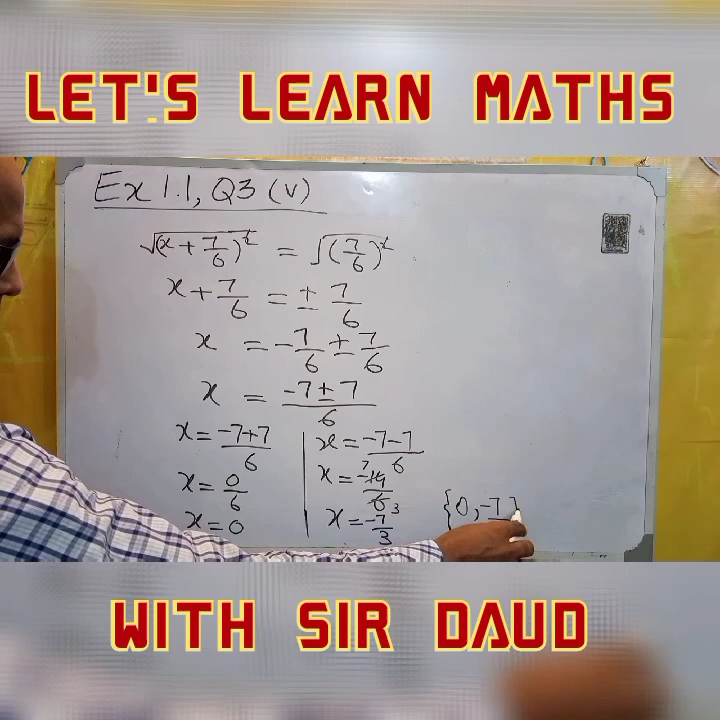 LET'S LEARN MATHS
Ex 1.1, Q3 (v)
√(x + 7/6)² = √(7/6)²
x + 7/6 = ± 7/6
x = -7/6 ± 7/6
x = -7 ± 7/6
x = -7+7/6
x = 0/6
x = 0
x = -7-7/6
x = -14/6 7 3
x = -7/3
{0, -7
WITH SIR DAUD